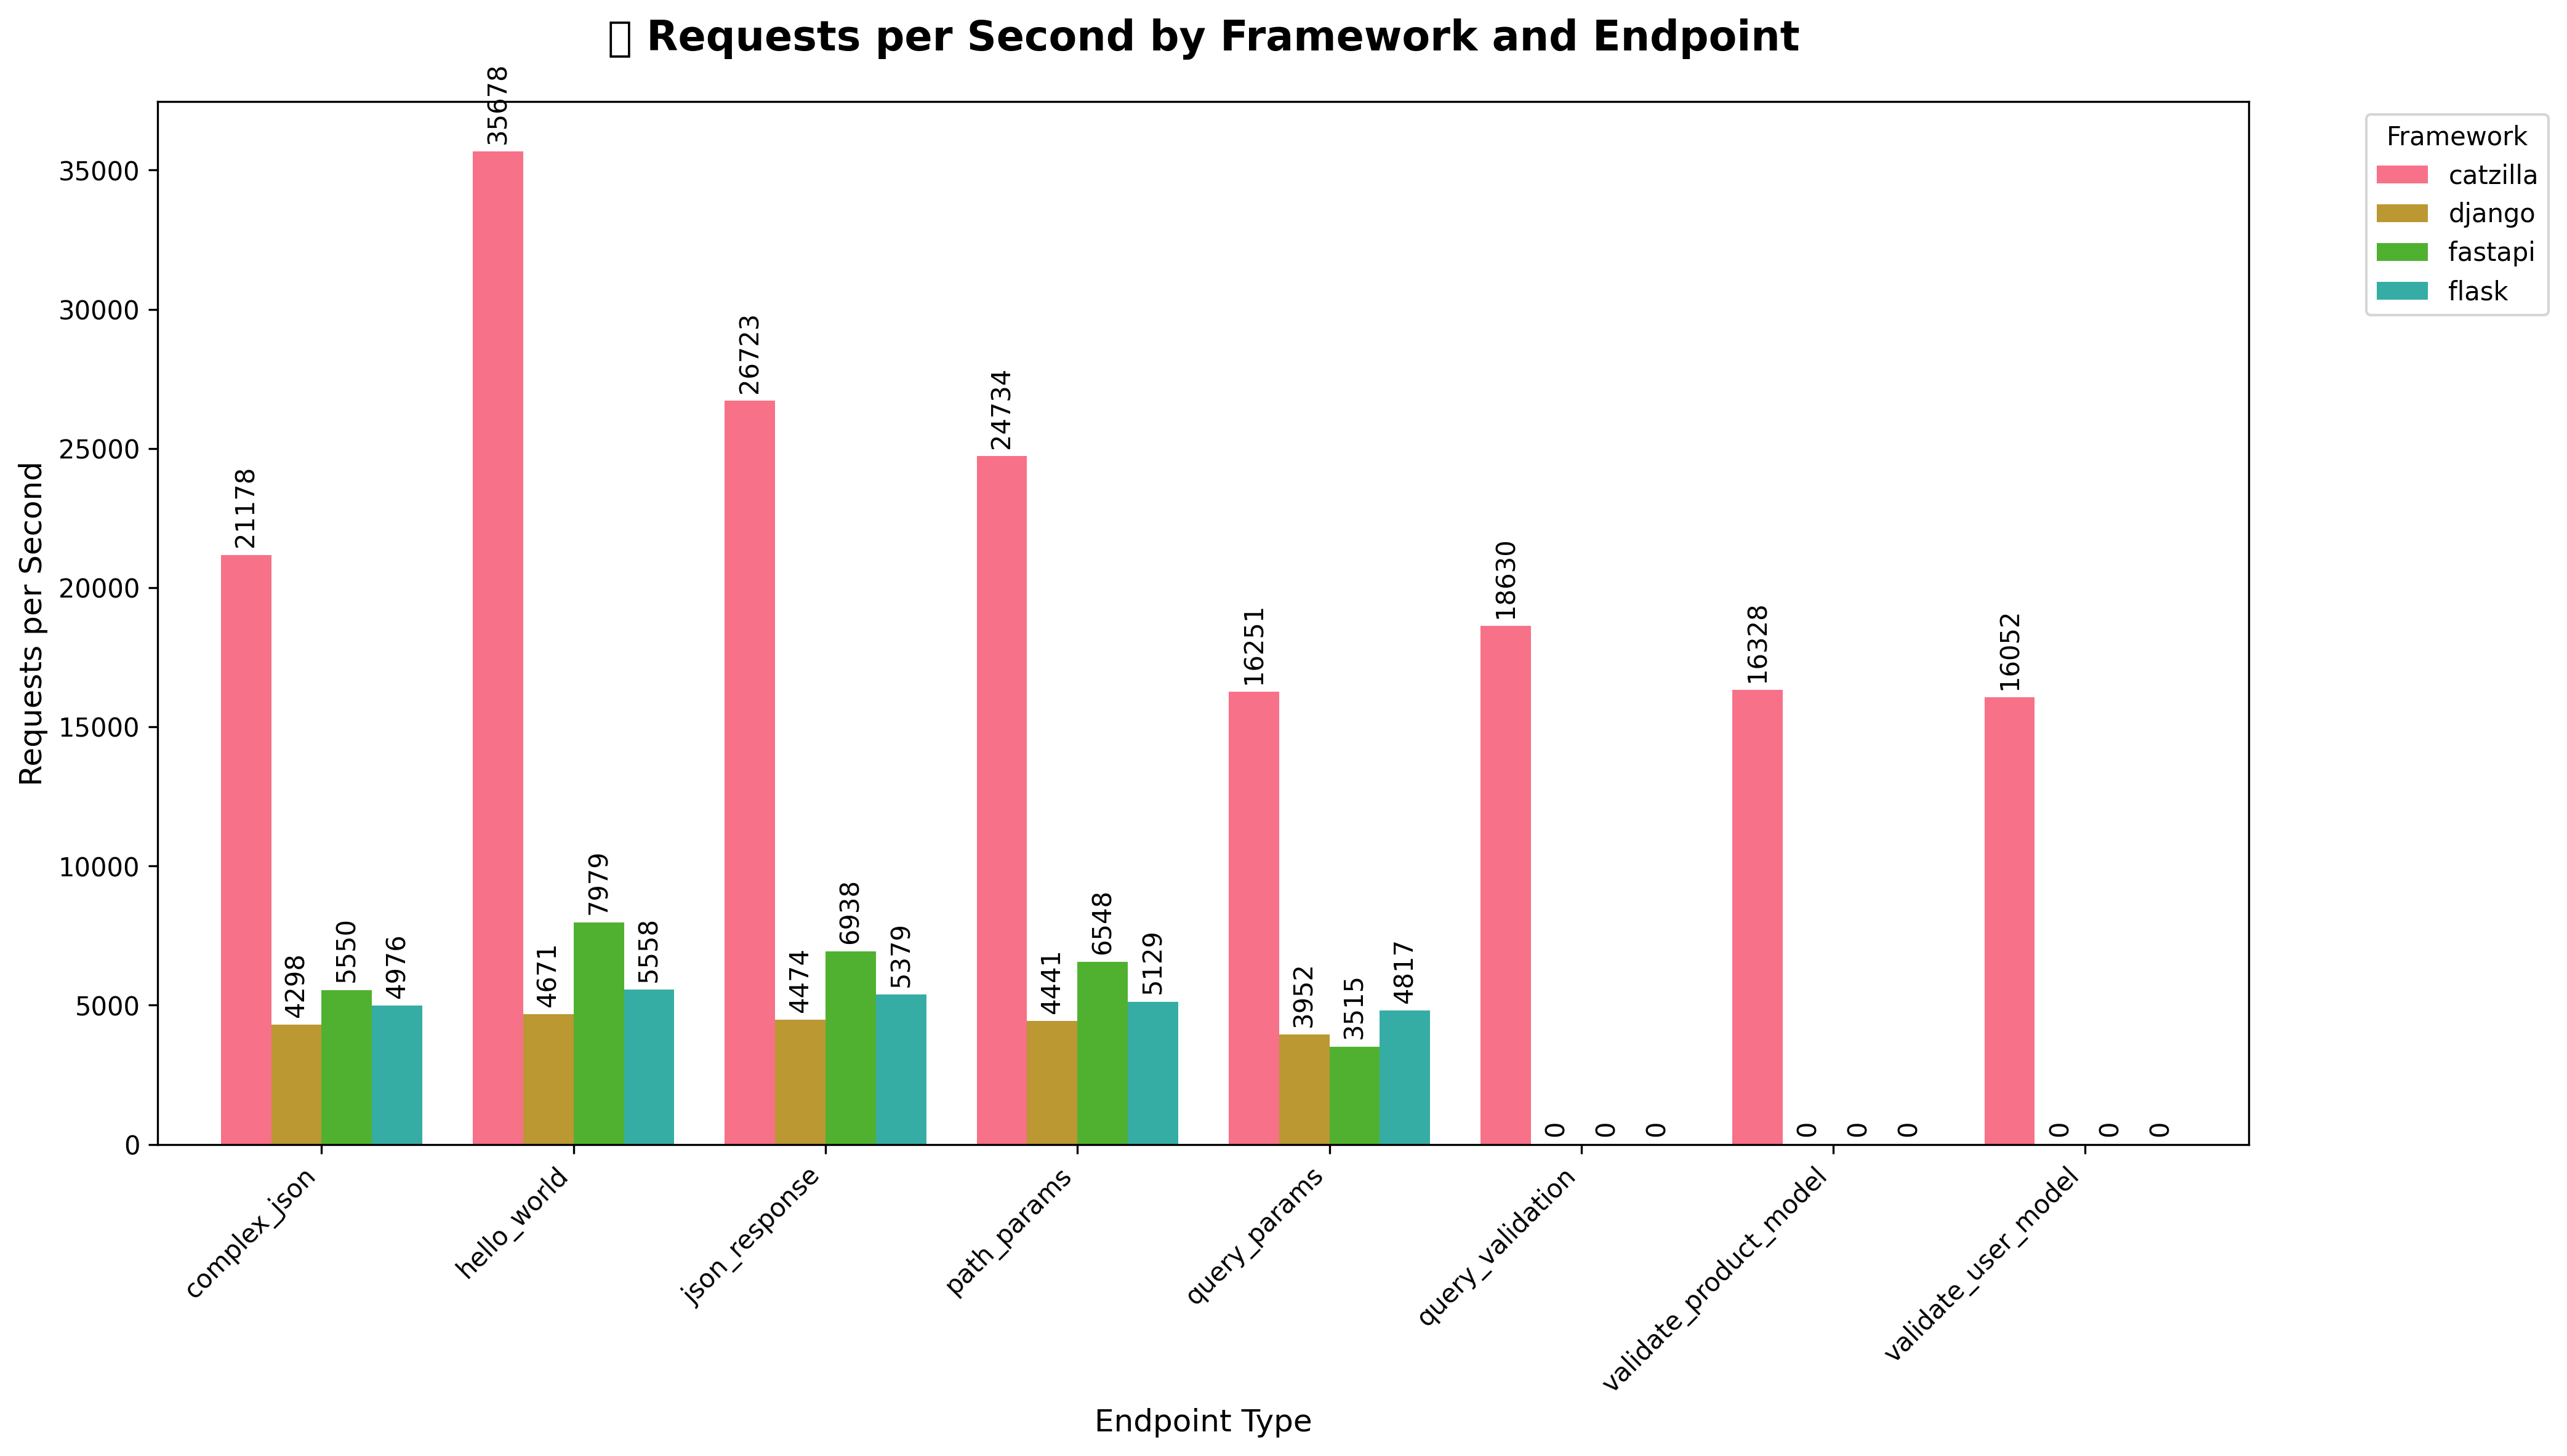 Requests per Second by Framework and Endpoint
Requests per Second
35000
30000
25000
20000
15000
10000
5000
0
21178
4298
5550
4976
35678
4671
7979
5558
26723
4474
6938
5379
24734
4441
6548
5129
16251
3952
3515
4817
18630
0
0
0
16328
0
0
0
16052
0
0
0
complex_json
hello_world
json_response
path_params
query_params
query_validation
validate_product_model
validate_user_model
Endpoint Type
Framework
catzilla
django
fastapi
flask